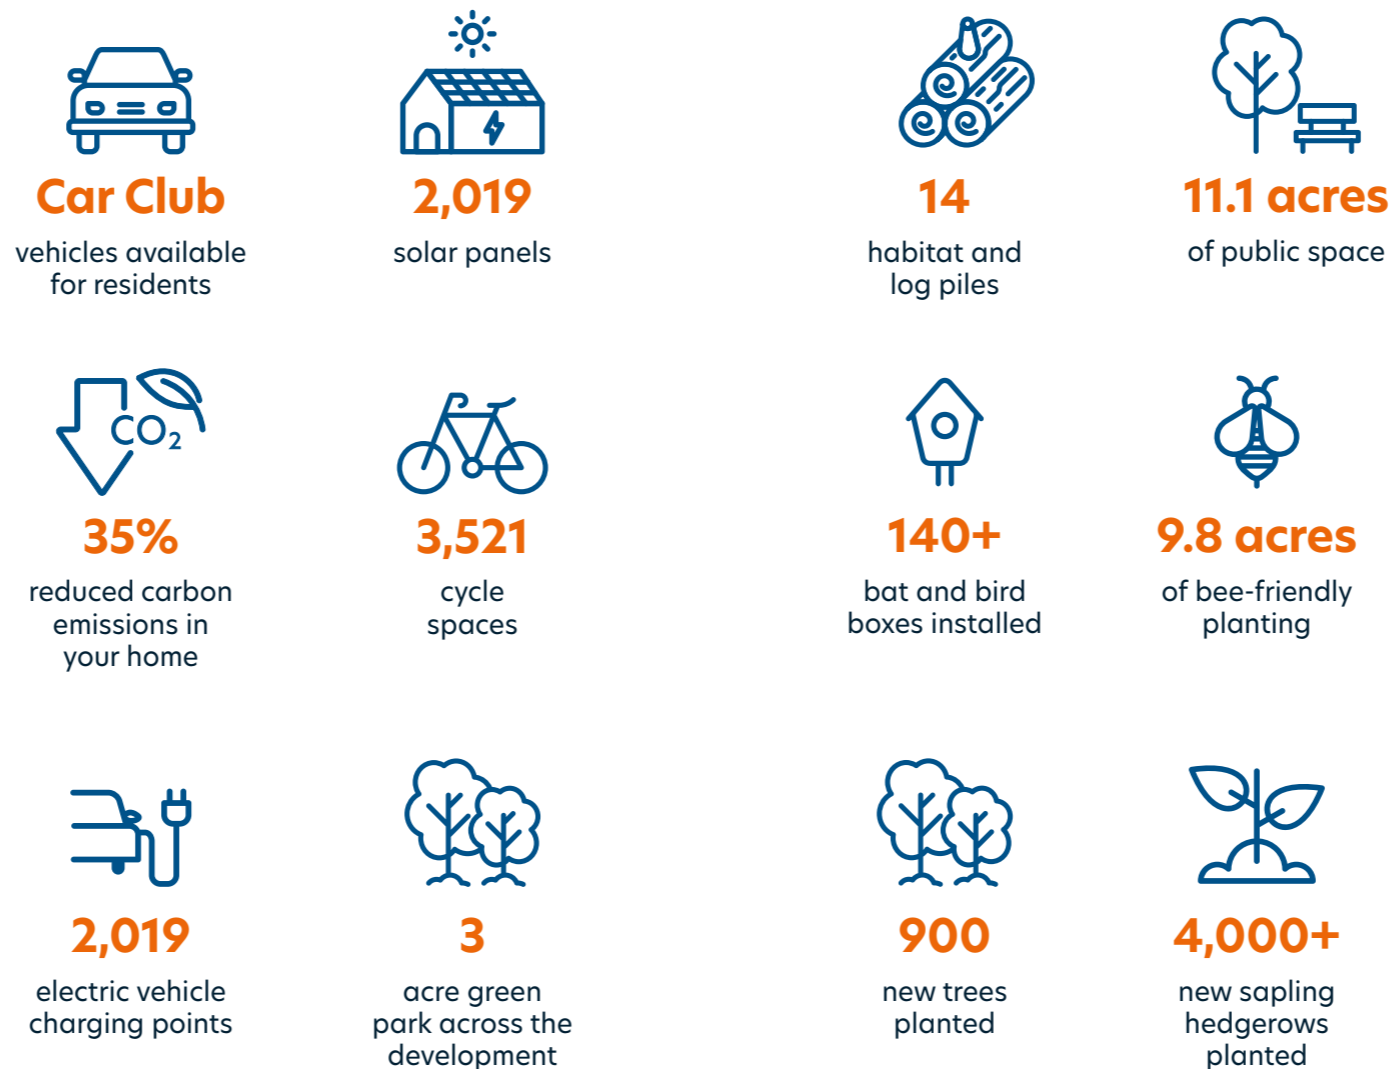 Car Club
vehicles available
for residents
2,019
solar panels
14
habitat and
log piles
11.1 acres
of public space
CO₂
35%
reduced carbon
emissions in
your home
3,521
cycle
spaces
140+
bat and bird
boxes installed
9.8 acres
of bee-friendly
planting
2,019
electric vehicle
charging points
3
acre green
park across the
development
900
new trees
planted
4,000+
new sapling
hedgerows
planted